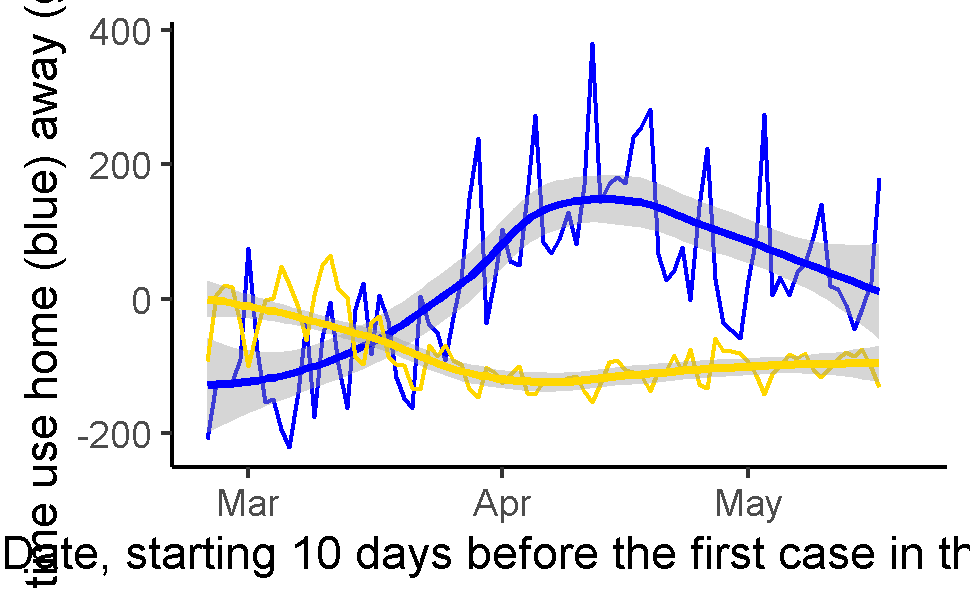 400
200
0
-200
Mar Apr May
time use home (blue) away (
Date, starting 10 days before the first case in th